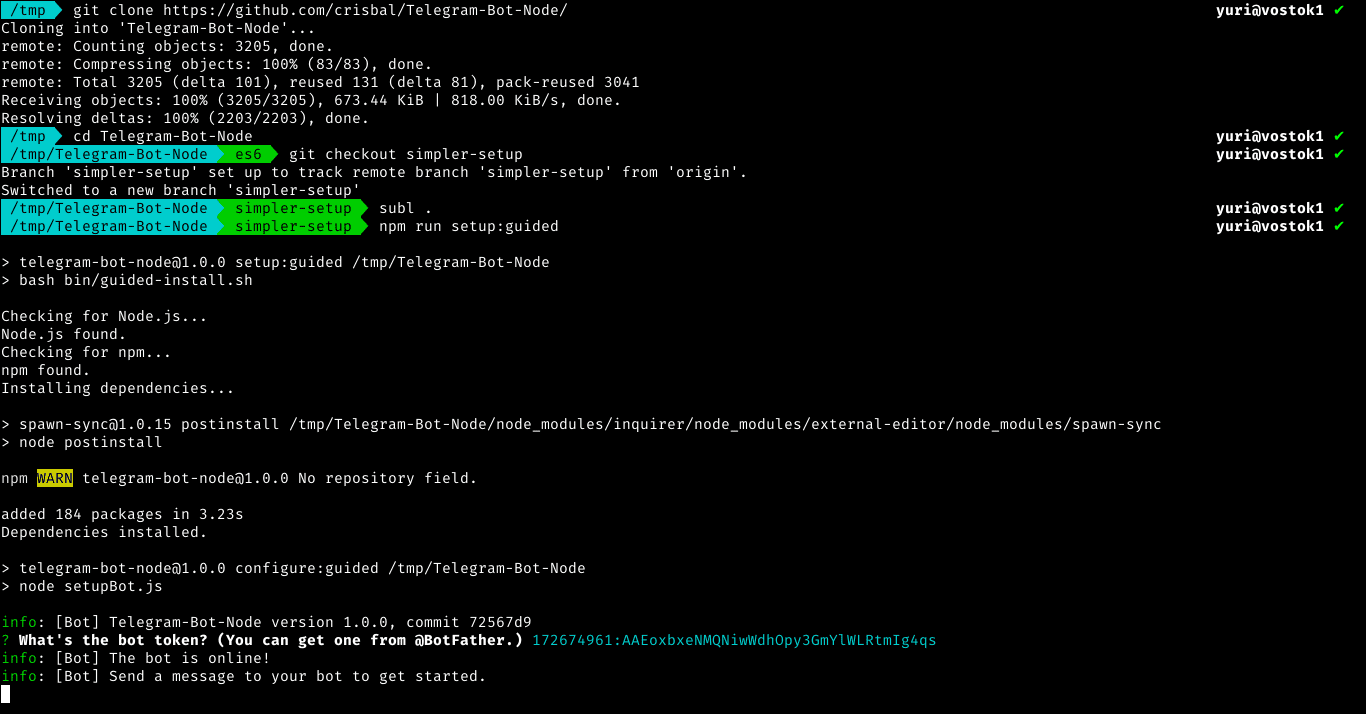 /tmp git clone https://github.com/crisbal/Telegram-Bot-Node/ yuri@vostok1 ✔
Cloning into 'Telegram-Bot-Node'...
remote: Counting objects: 3205, done.
remote: Compressing objects: 100% (83/83), done.
remote: Total 3205 (delta 101), reused 131 (delta 81), pack-reused 3041
Receiving objects: 100% (3205/3205), 673.44 KiB | 818.00 KiB/s, done.
Resolving deltas: 100% (2203/2203), done.
/tmp cd Telegram-Bot-Node yuri@vostok1 ✔
/tmp/Telegram-Bot-Node es6 git checkout simpler-setup yuri@vostok1 ✔
Branch 'simpler-setup' set up to track remote branch 'simpler-setup' from 'origin'.
Switched to a new branch 'simpler-setup'
/tmp/Telegram-Bot-Node simpler-setup subl . yuri@vostok1 ✔
/tmp/Telegram-Bot-Node simpler-setup npm run setup:guided yuri@vostok1 ✔
> telegram-bot-node@1.0.0 setup:guided /tmp/Telegram-Bot-Node
> bash bin/guided-install.sh
Checking for Node.js...
Node.js found.
Checking for npm...
npm found.
Installing dependencies...
> spawn-sync@1.0.15 postinstall /tmp/Telegram-Bot-Node/node_modules/inquirer/node_modules/external-editor/node_modules/spawn-sync
> node postinstall
npm WARN telegram-bot-node@1.0.0 No repository field.
added 184 packages in 3.23s
Dependencies installed.
> telegram-bot-node@1.0.0 configure:guided /tmp/Telegram-Bot-Node
> node setupBot.js
info: [Bot] Telegram-Bot-Node version 1.0.0, commit 72567d9
? What's the bot token? (You can get one from @BotFather.) 172674961:AAEoxbxeNMQNiwWdhOpy3GmYlWLRtmIg4qs
info: [Bot] The bot is online!
info: [Bot] Send a message to your bot to get started.